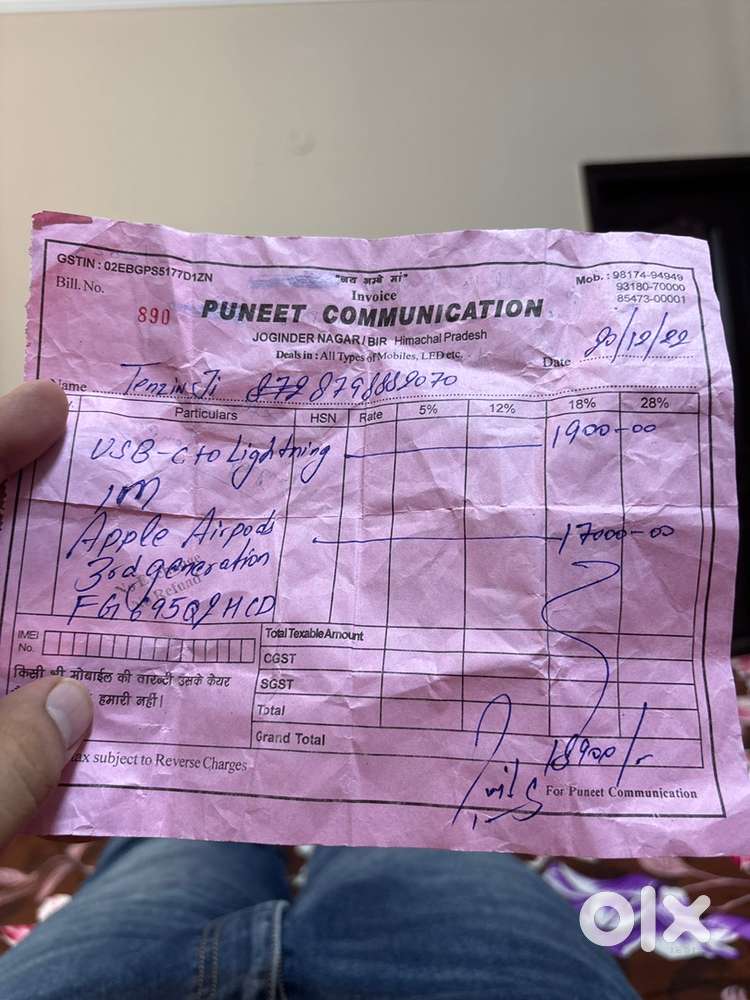 GSTIN : 02EBGPS5177D1ZN
"जय अम्बे मां"
Mob. : 98174-94949
93180-70000
85473-00001
Bill. No. 890
Invoice
PUNEET COMMUNICATION
JOGINDER NAGAR/BIR Himachal Pradesh
Deals in : All Types of Mobiles, LED etc.
Date 20/12/22
Name Tenzin Ji
Particulars HSN Rate 5% 12% 18% 28%
USB-C to Lightning 1900-00
1M
Apple Airpods 17000-00
3rd generation
Refund
IMEI No.
Total Texable Amount
CGST
SGST
Total
Grand Total 18900/-
किसी भी मोबाईल की वारन्टी उसके केयर
हमारी नहीं।
tax subject to Reverse Charges
For Puneet Communication
olx